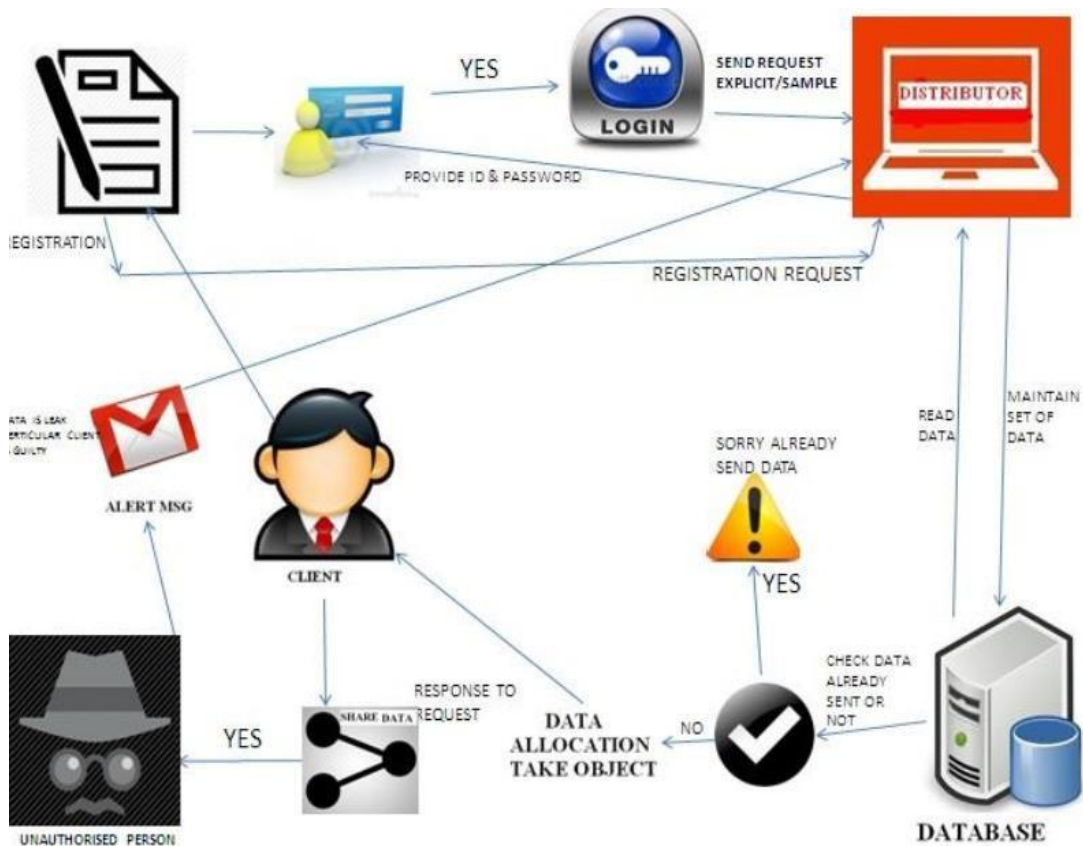 YES
SEND REQUEST
EXPLICIT/SAMPLE
LOGIN
DISTRIBUTOR
PROVIDE ID & PASSWORD
EGISTRATION
REGISTRATION REQUEST
ATA IS LEAK
ERTICULAR CLIENT
GUILTY
ALERT MSG
CLIENT
SORRY ALREADY
SEND DATA
YES
READ
DATA
MAINTAIN
SET OF
DATA
CHECK DATA
ALREADY
SENT OR
NOT
NO
DATA
ALLOCATION
TAKE OBJECT
RESPONSE TO
REQUEST
SHARE DATA
YES
UNAUTHORISED PERSON
DATABASE